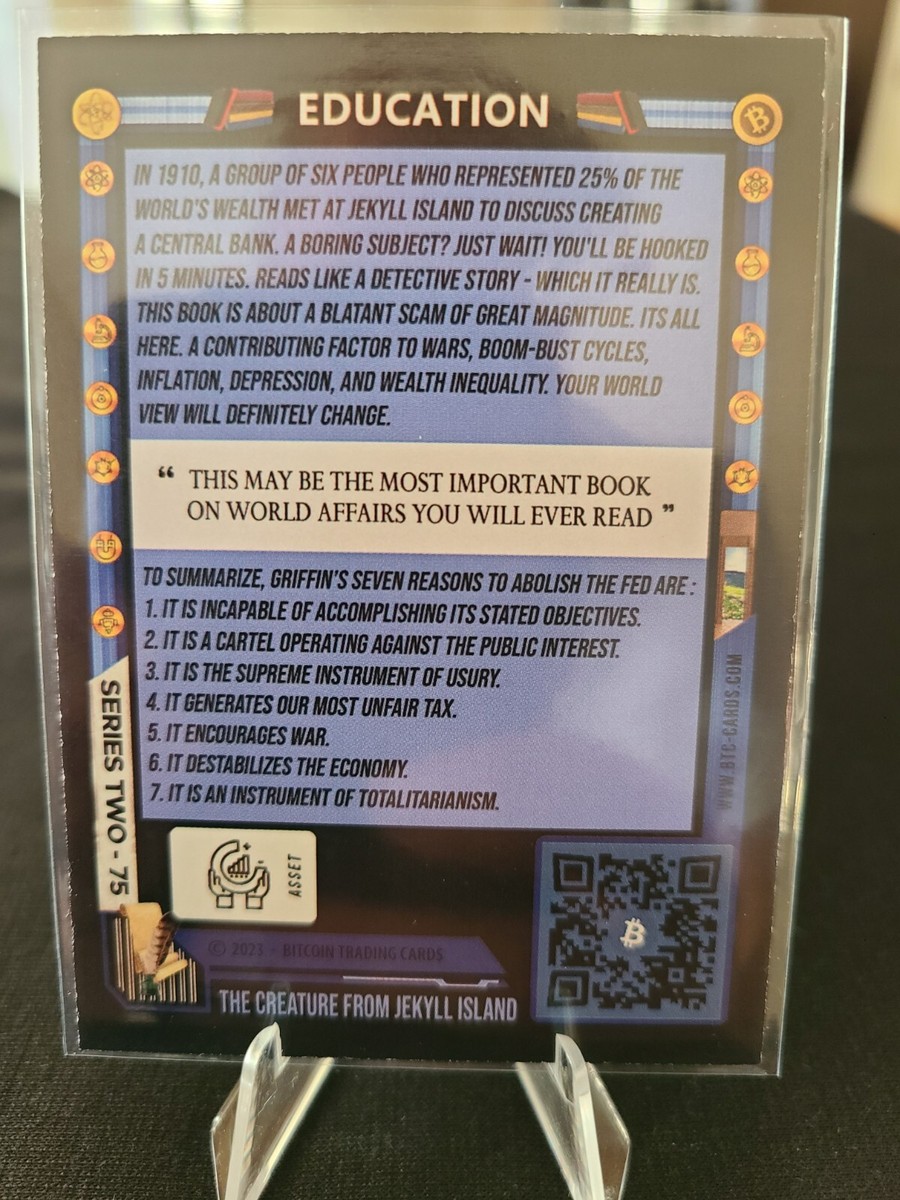 EDUCATION
IN 1910, A GROUP OF SIX PEOPLE WHO REPRESENTED 25% OF THE
WORLD'S WEALTH MET AT JEKYLL ISLAND TO DISCUSS CREATING
A CENTRAL BANK. A BORING SUBJECT? JUST WAIT! YOU'LL BE HOOKED
IN 5 MINUTES. READS LIKE A DETECTIVE STORY - WHICH IT REALLY IS.
THIS BOOK IS ABOUT A BLATANT SCAM OF GREAT MAGNITUDE. ITS ALL
HERE. A CONTRIBUTING FACTOR TO WARS, BOOM-BUST CYCLES,
INFLATION, DEPRESSION, AND WEALTH INEQUALITY. YOUR WORLD
VIEW WILL DEFINITELY CHANGE.
“ THIS MAY BE THE MOST IMPORTANT BOOK
ON WORLD AFFAIRS YOU WILL EVER READ ”
TO SUMMARIZE, GRIFFIN'S SEVEN REASONS TO ABOLISH THE FED ARE :
1. IT IS INCAPABLE OF ACCOMPLISHING ITS STATED OBJECTIVES.
2. IT IS A CARTEL OPERATING AGAINST THE PUBLIC INTEREST.
3. IT IS THE SUPREME INSTRUMENT OF USURY.
4. IT GENERATES OUR MOST UNFAIR TAX.
5. IT ENCOURAGES WAR.
6. IT DESTABILIZES THE ECONOMY.
7. IT IS AN INSTRUMENT OF TOTALITARIANISM.
SERIES TWO - 75
WWW.BTC-CARDS.COM
ASSET
© 2023 - BITCOIN TRADING CARDS
THE CREATURE FROM JEKYLL ISLAND